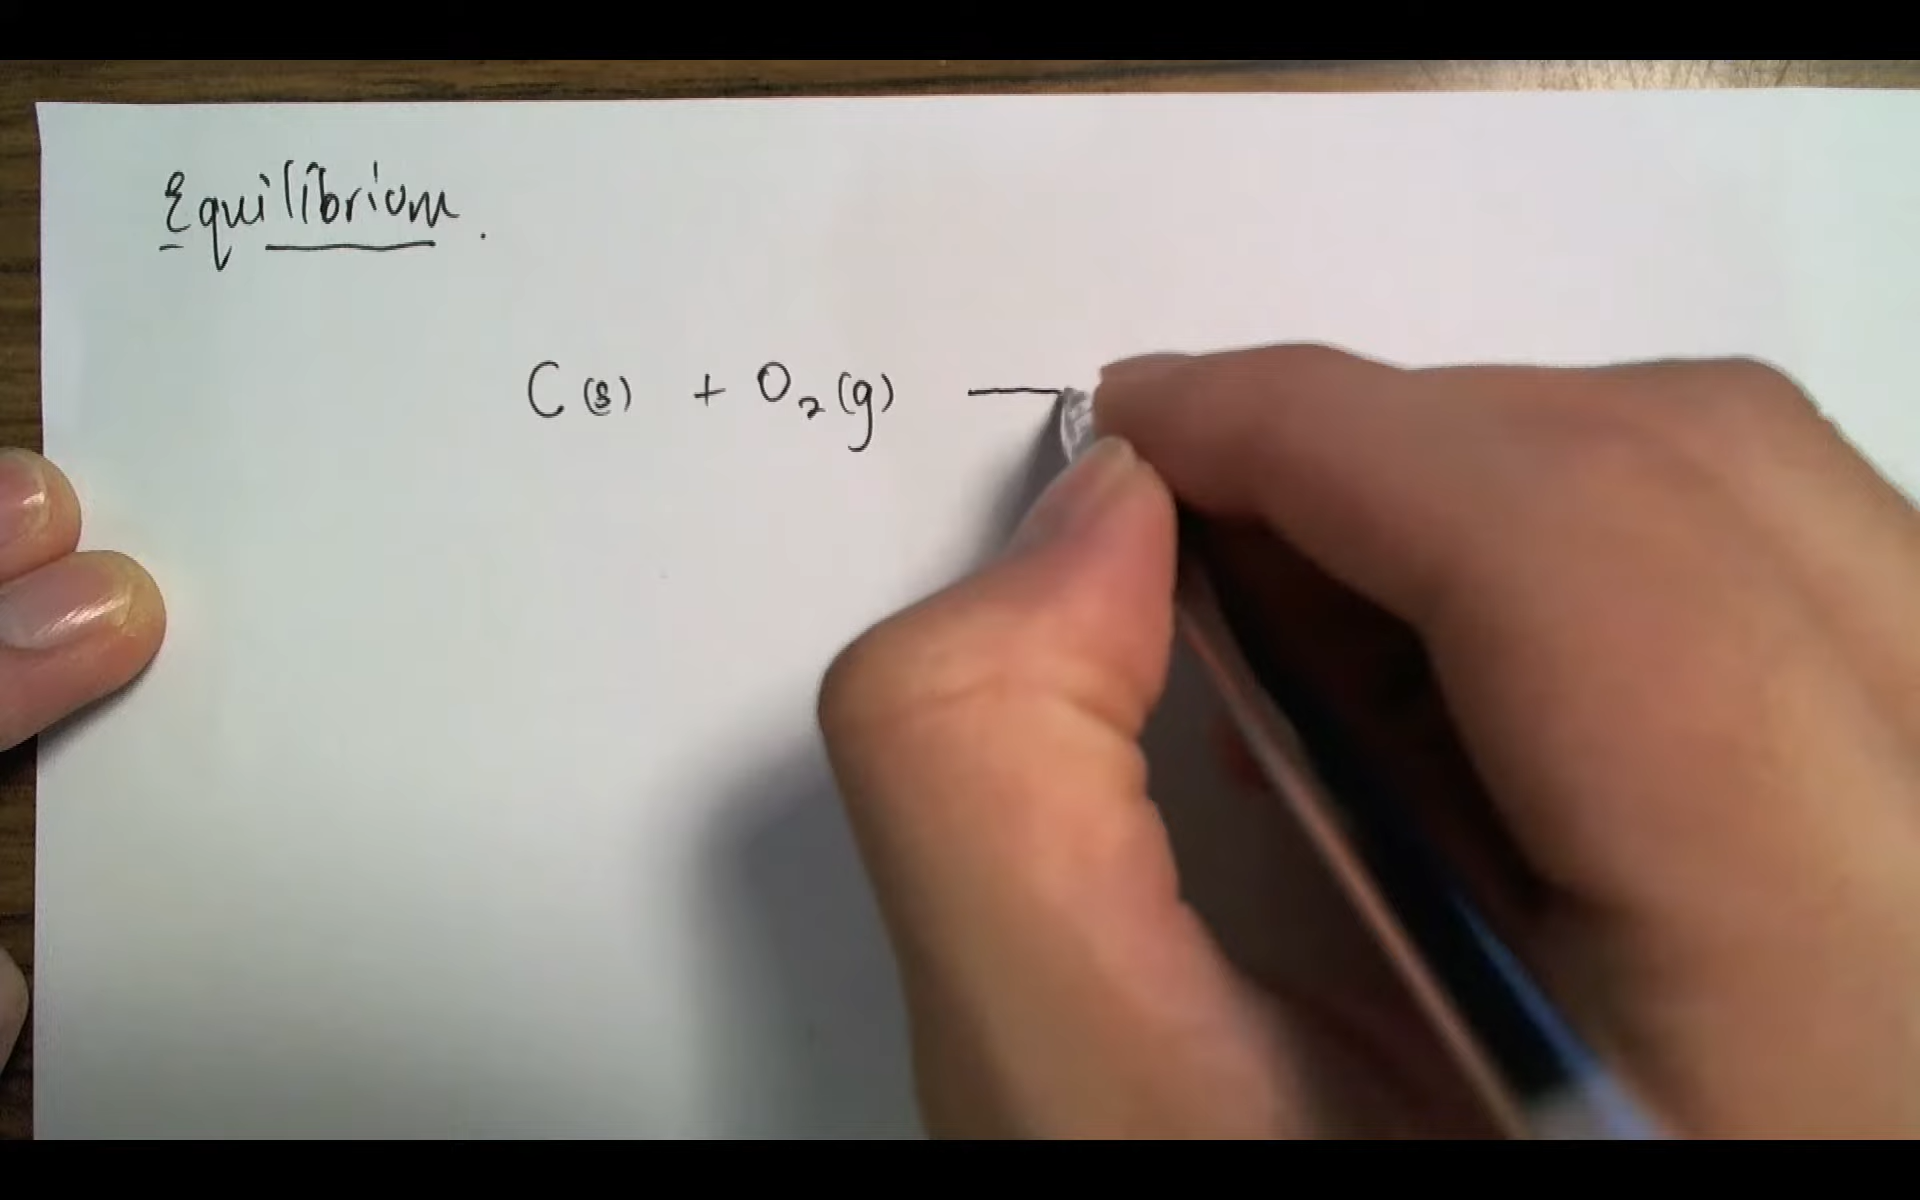 Equilibrium.
C(s) + O₂(g) —